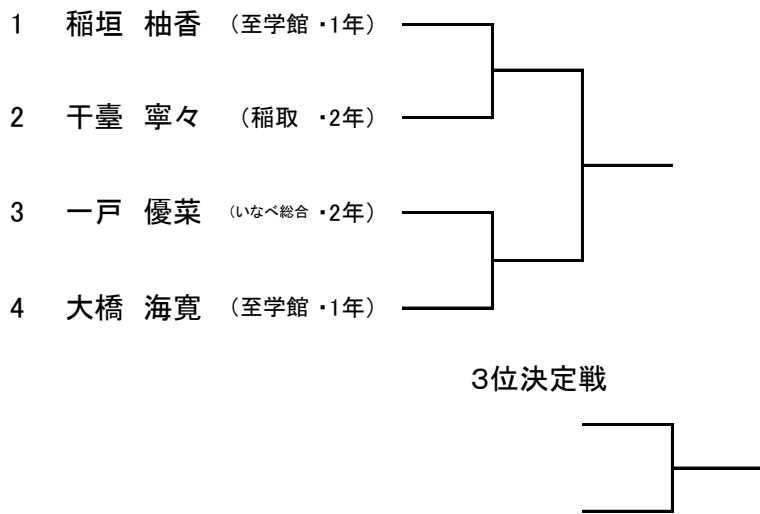 1 稲垣 柚香 （至学館 ・1年）
2 干臺 寧々 （稲取 ・2年）
3 一戸 優菜 （いなべ総合 ・2年）
4 大橋 海寛 （至学館 ・1年）
３位決定戦